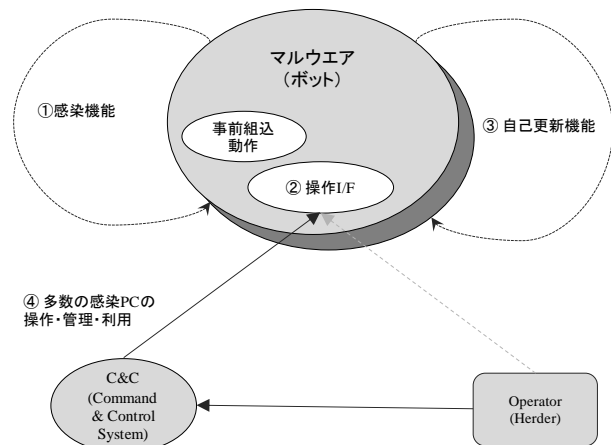 マルウエア
(ボット)
①感染機能
事前組込
動作
③ 自己更新機能
② 操作I/F
④ 多数の感染PCの
操作・管理・利用
C&C
(Command
& Control
System)
Operator
(Herder)